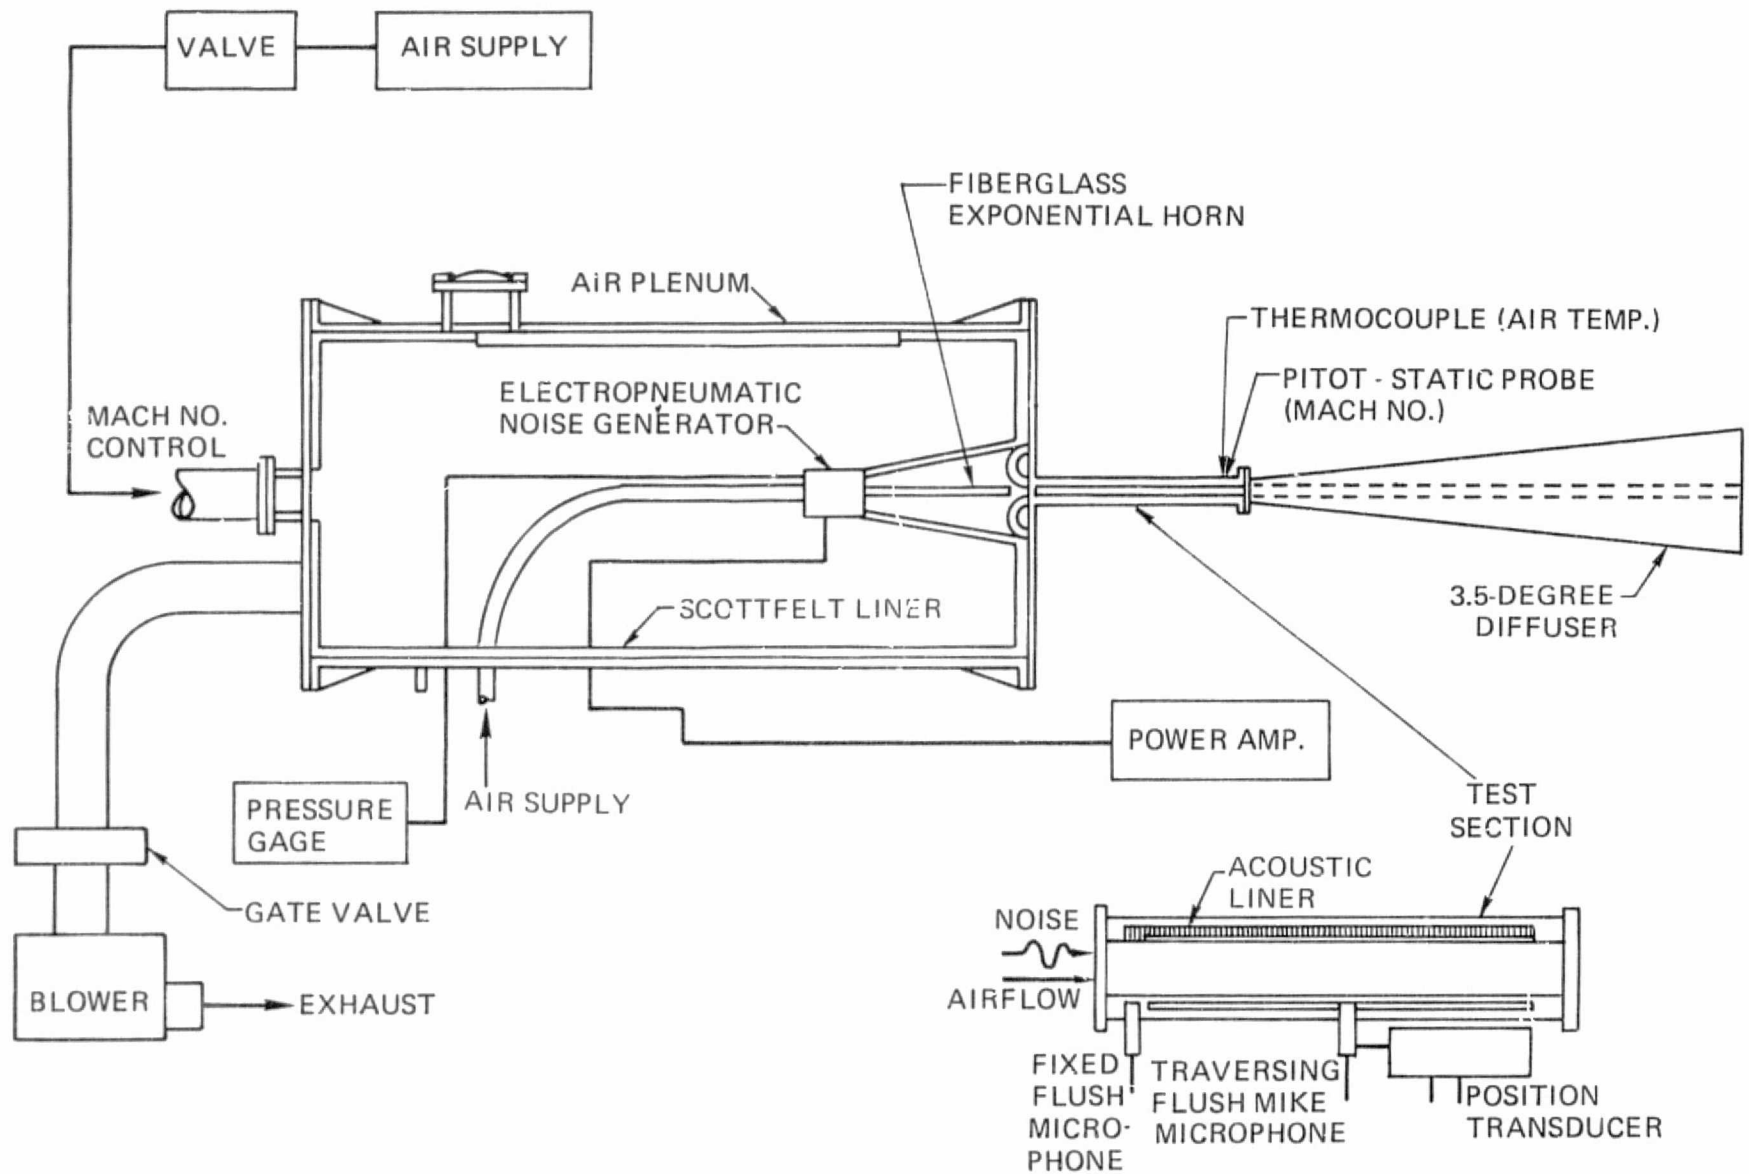 VALVE
AIR SUPPLY
FIBERGLASS
EXPONENTIAL HORN
AiR PLENUM
THERMOCOUPLE (AIR TEMP.)
PITOT - STATIC PROBE
(MACH NO.)
ELECTROPNEUMATIC
NOISE GENERATOR
MACH NO.
CONTROL
3.5-DEGREE
DIFFUSER
SCOTTFELT LINER
POWER AMP.
PRESSURE
GAGE
AIR SUPPLY
TEST
SECTION
GATE VALVE
ACOUSTIC
LINER
NOISE
AIRFLOW
BLOWER
EXHAUST
FIXED
FLUSH
MICRO-
PHONE
TRAVERSING
FLUSH MIKE
MICROPHONE
POSITION
TRANSDUCER